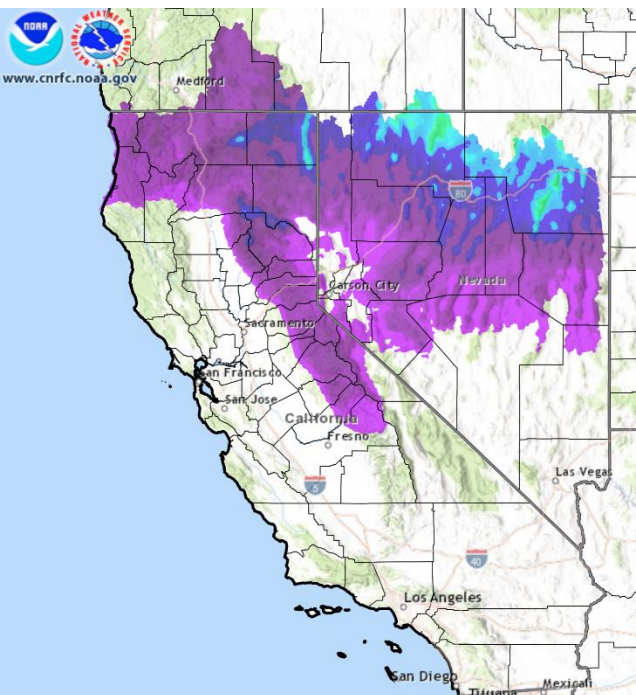 NOAA
NATIONAL WEATHER SERVICE
www.cnrfc.noaa.gov
Medford
80
Nevada
Carson City
Sacramento
San Francisco
San Jose
California
Fresno
5
Las Vegas
40
Los Angeles
San Diego
Tijuana
Mexicali